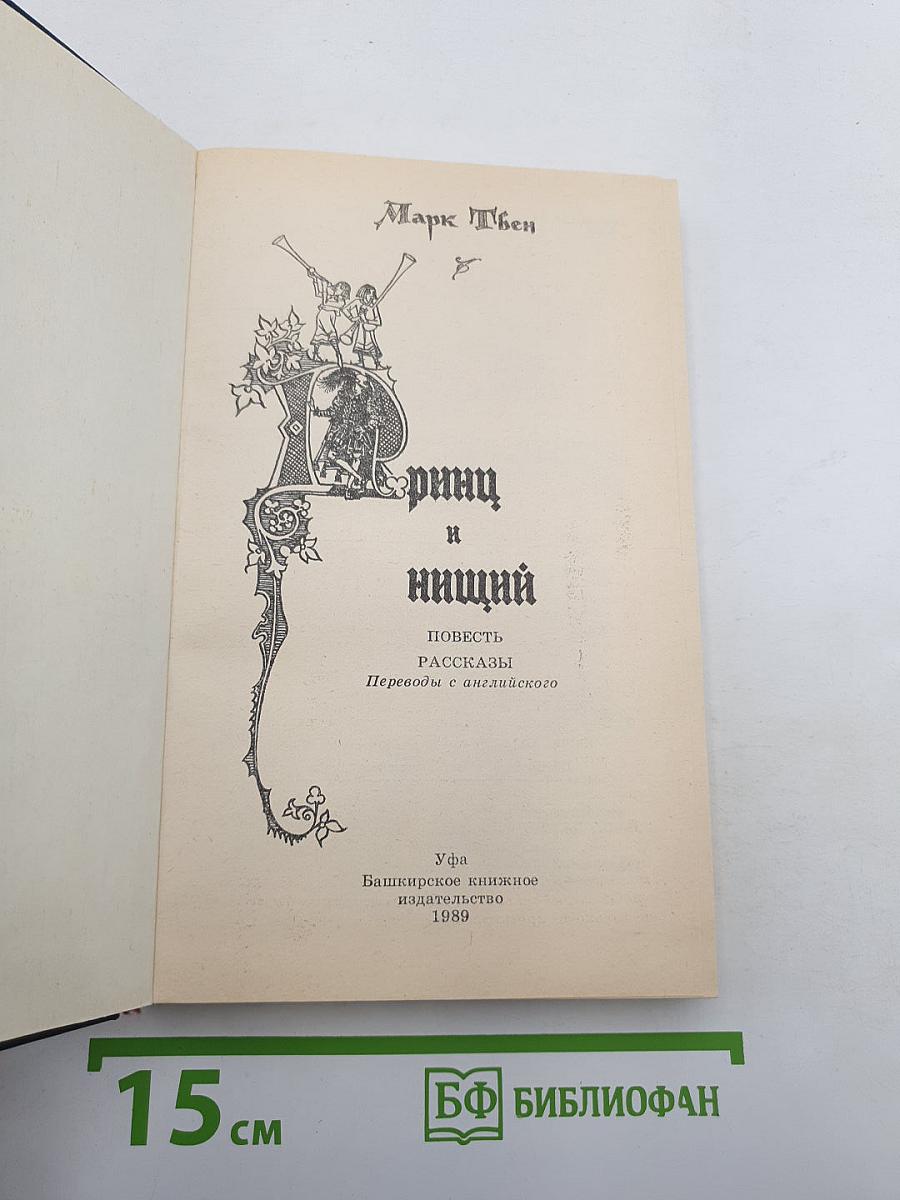 Марк Твен
Принц
и
нищий
ПОВЕСТЬ
РАССКАЗЫ
Переводы с английского
Уфа
Башкирское книжное
издательство
1989
15 см
БФ БИБЛИОФАН